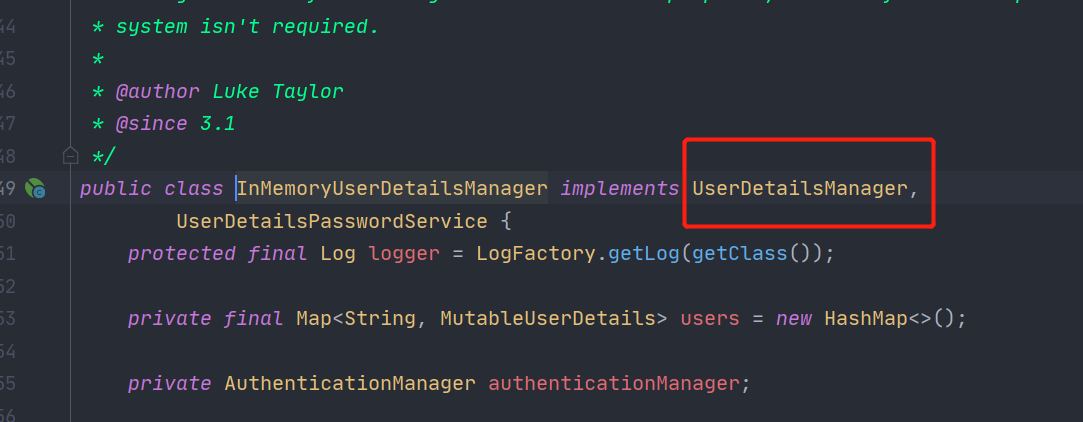 44 * system isn't required.
45 *
46 * @author Luke Taylor
47 * @since 3.1
48 */
49 public class InMemoryUserDetailsManager implements UserDetailsManager,
50 UserDetailsPasswordService {
51 protected final Log logger = LogFactory.getLog(getClass());
52
53 private final Map<String, MutableUserDetails> users = new HashMap<>();
54
55 private AuthenticationManager authenticationManager;
56